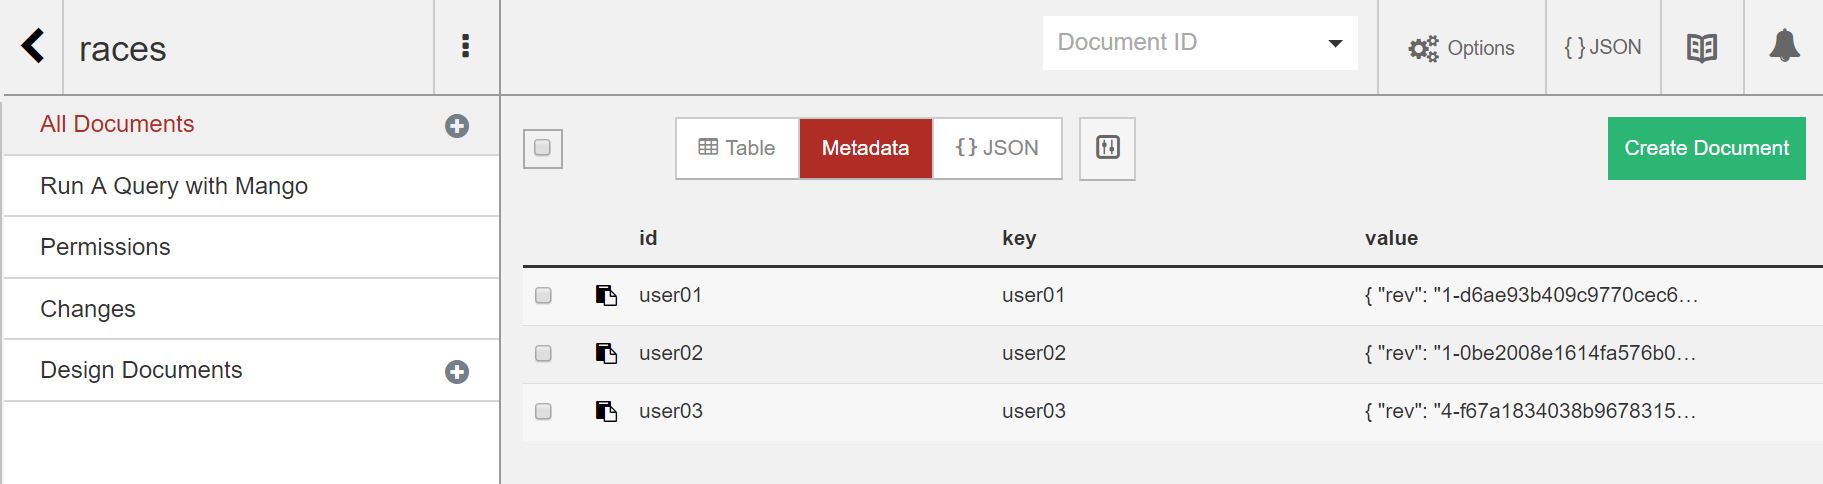 races
Document ID
Options
{ } JSON
All Documents
Run A Query with Mango
Permissions
Changes
Design Documents
Table
Metadata
{} JSON
Create Document
id key value
user01 user01 { "rev": "1-d6ae93b409c9770cec6…
user02 user02 { "rev": "1-0be2008e1614fa576b0…
user03 user03 { "rev": "4-f67a1834038b9678315…